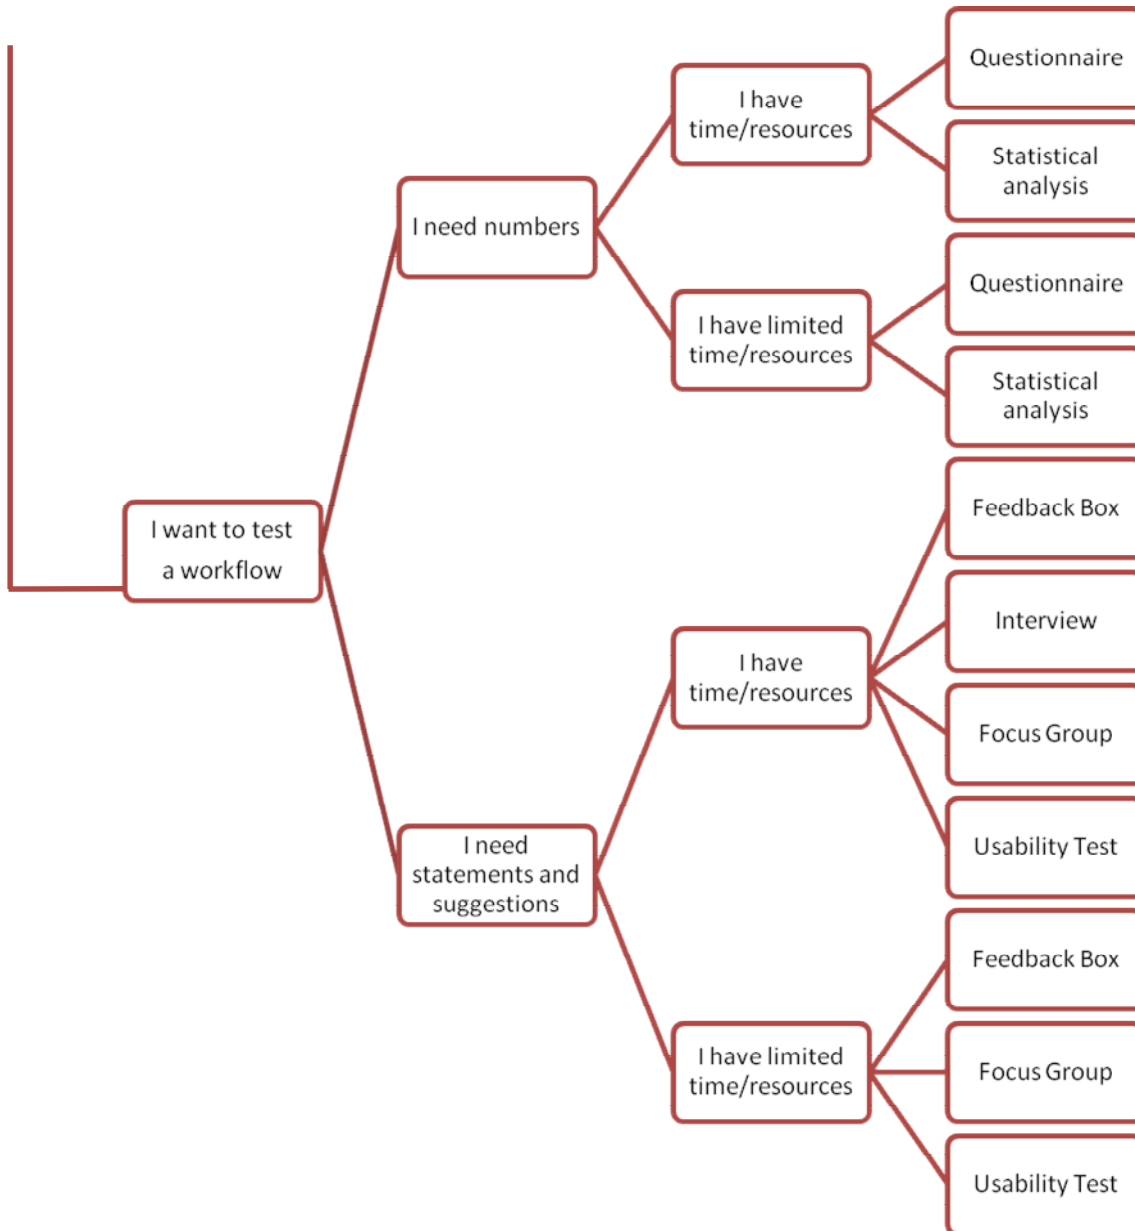 I want to test
a workflow
I need numbers
I have
time/resources
Questionnaire
Statistical
analysis
I have limited
time/resources
Questionnaire
Statistical
analysis
I need
statements and
suggestions
I have
time/resources
Feedback Box
Interview
Focus Group
Usability Test
I have limited
time/resources
Feedback Box
Focus Group
Usability Test